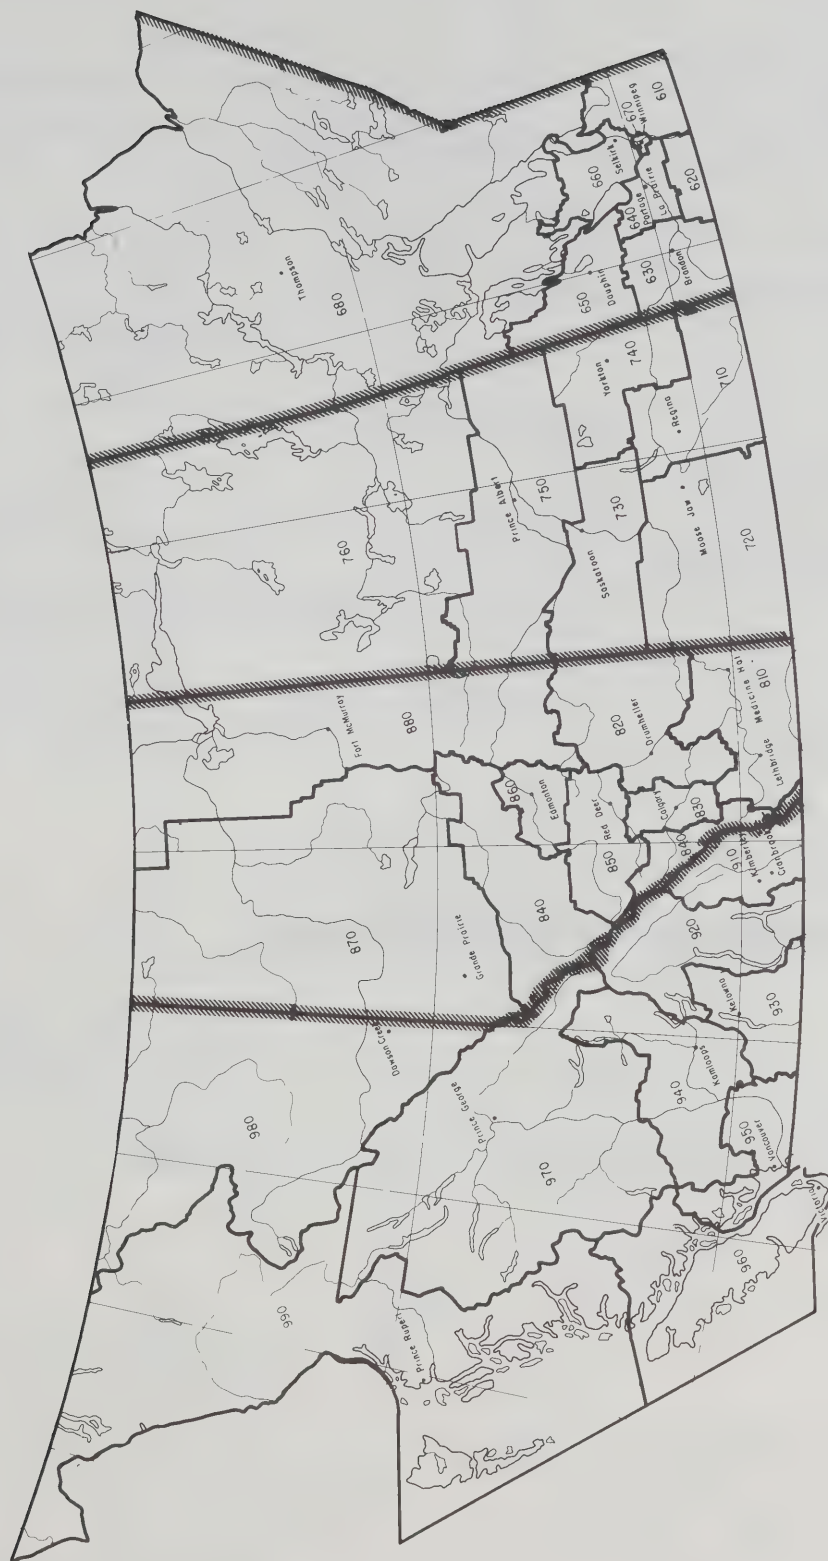 990
980
Prince Rupert
Prince George
970
Dawson Creek
960
Victoria
950
Vancouver
940
Kamloops
930
Kelowna
920
910
Kimberley
Cranbrook
870
Grande Prairie
840
840
850
Red Deer
860
Edmonton
830
Calgary
880
Fort McMurray
820
Drumheller
810
Medicine Hat
Lethbridge
760
750
Prince Albert
730
Saskatoon
720
Moose Jaw
740
Yorkton
710
Regina
680
Thompson
650
Dauphin
630
Brandon
640
Portage
La Prairie
660
Selkirk
670
Winnipeg
620
610